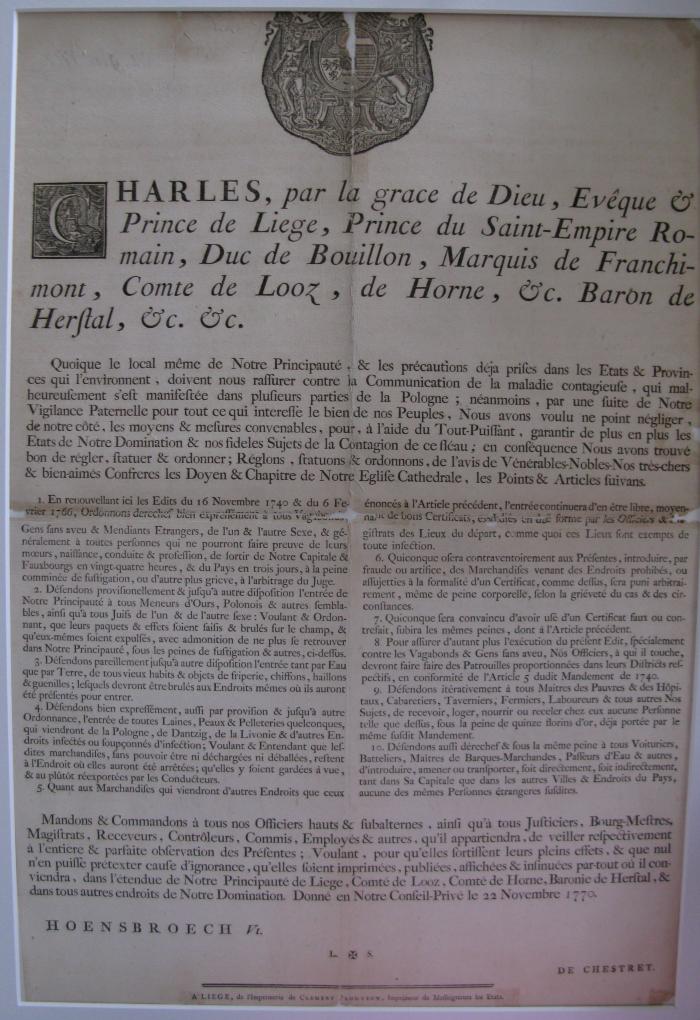 CHARLES, par la grace de Dieu, Evêque &
Prince de Liege, Prince du Saint-Empire Ro-
main, Duc de Bouillon, Marquis de Franchi-
mont, Comte de Looz, de Horne, &c. Baron de
Herſtal, &c. &c.
Quoique le local même de Notre Principauté, & les précautions déja priſes dans les Etats & Provin-
ces qui l'environnent, doivent nous raſſurer contre la Communication de la maladie contagieuſe, qui mal-
heureuſement s'eſt manifeſtée dans pluſieurs parties de la Pologne; néanmoins, par une ſuite de Notre
Vigilance Paternelle pour tout ce qui intereſſe le bien de nos Peuples, Nous avons voulu ne point négliger,
de notre côté, les moyens & meſures convenables, pour, à l'aide du Tout-Puiſſant, garantir de plus en plus les
Etats de Notre Domination & nos fideles Sujets de la Contagion de ce fléau; en conſéquence Nous avons trouvé
bon de régler, ſtatuer & ordonner; Réglons, ſtatuons & ordonnons, de l'avis de Vénérables-Nobles-Nos très-chers
& bien-aimés Confreres les Doyen & Chapitre de Notre Egliſe Cathedrale, les Points & Articles ſuivans.
1. En renouvellant ici les Edits du 16 Novembre 1740 & du 6 Fe-
vrier 1766, Ordonnons derechef bien expreſſément à tous Vagabonds,
Gens ſans aveu & Mendiants Etrangers, de l'un & l'autre Sexe, & gé-
néralement à toutes perſonnes qui ne pourront faire preuve de leurs
mœurs, naiſſance, conduite & profeſſion, de ſortir de Notre Capitale &
Fauxbourgs en vingt-quatre heures, & du Pays en trois jours, à la peine
comminée de fuſtigation, ou d'autre plus grieve, à l'arbitrage du Juge.
2. Défendons proviſionellement & juſqu'à autre diſpoſition l'entrée de
Notre Principauté à tous Meneurs d'Ours, Polonois & autres ſembla-
bles, ainſi qu'à tous Juifs de l'un & de l'autre ſexe: Voulant & Ordon-
nant, que leurs paquets & effets ſoient ſaiſis & brulés ſur le champ, &
qu'eux-mêmes ſoient expulſés, avec admonition de ne plus ſe retrouver
dans Notre Principauté, ſous les peines de fuſtigation & autres, ci-deſſus.
3. Défendons pareillement juſqu'à autre diſpoſition l'entrée tant par Eau
que par Terre, de tous vieux habits & objets de friperie, chiffons, haillons
& guenilles; leſquels devront être brulés aux Endroits mêmes où ils auront
été préſentés pour entrer.
4. Défendons bien expreſſément, auſſi par proviſion & juſqu'à autre
Ordonnance, l'entrée de toutes Laines, Peaux & Pelleteries quelconques,
qui viendront de la Pologne, de Dantzig, de la Livonie & d'autres En-
droits infectés ou ſoupçonnés d'infection; Voulant & Entendant que leſ-
dites marchandiſes, ſans pouvoir être ni déchargées ni déballées, reſtent
à l'Endroit où elles auront été arrêtées; qu'elles y ſoient gardées à vue,
& au plûtôt réexportées par les Conducteurs.
5. Quant aux Marchandiſes qui viendront d'autres Endroits que ceux
énoncés à l'Article précédent, l'entrée continuera d'en être libre, moyen-
nant de bons Certificats, expédiés en due forme par les Officiers & Ma-
giſtrats des Lieux du départ, comme quoi ces Lieux ſont exempts de
toute infection.
6. Quiconque oſera contraventoirement aux Préſentes, introduire, par
fraude ou artifice, des Marchandiſes venant des Endroits prohibés, ou
aſſujetties à la formalité d'un Certificat, comme deſſus, ſera puni arbitrai-
rement, même de peine corporelle, ſelon la griéveté du cas & des cir-
conſtances.
7. Quiconque ſera convaincu d'avoir uſé d'un Certificat faux ou con-
trefait, ſubira les mêmes peines, dont à l'Article précédent.
8 Pour aſſurer d'autant plus l'exécution du préſent Edit, ſpécialement
contre les Vagabonds & Gens ſans aveu, Nos Officiers, à qui il touche,
devront faire faire des Patrouilles proportionnées dans leurs Diſtricts reſ-
pectifs, en conformité de l'Article 5 dudit Mandement de 1740.
9. Défendons itérativement à tous Maitres des Pauvres & des Hôpi-
taux, Cabaretiers, Taverniers, Fermiers, Laboureurs & tous autres Nos
Sujets, de recevoir, loger, nourir ou receler chez eux aucune Perſonne
telle que deſſus, ſous la peine de quinze florins d'or, déja portée par le
même ſuſdit Mandement.
10. Défendons auſſi dérechef & ſous la même peine à tous Voituriers,
Batteliers, Maitres de Barques-Marchandes, Paſſeurs d'Eau & autres,
d'introduire, amener ou tranſporter, ſoit directement, ſoit indirectement,
tant dans Sa Capitale que dans les autres Villes & Endroits du Pays,
aucune des mêmes Perſonnes étrangeres ſuſdites.
Mandons & Commandons à tous nos Officiers hauts & ſubalternes, ainſi qu'à tous Juſticiers, Bourg-Meſtres,
Magiſtrats, Receveurs, Contrôleurs, Commis, Employés & autres, qu'il appartiendra, de veiller reſpectivement
à l'entiere & parfaite obſervation des Préſentes; Voulant, pour qu'elles ſortiſſent leurs pleins effets, & que nul
n'en puiſſe prétexter cauſe d'ignorance, qu'elles ſoient imprimées, publiées, affichées & inſinuées par-tout où il con-
viendra, dans l'étendue de Notre Principauté de Liege, Comté de Looz, Comté de Horne, Baronie de Herſtal, &
dans tous autres endroits de Notre Domination. Donné en Notre Conſeil-Privé le 22 Novembre 1770.
HOENSBROECH Vt.
L. ✠ S.
DE CHESTRET.
A LIEGE, de l'Imprimerie de CLEMENT PLOMTEUX, Imprimeur de Meſſeigneurs les Etats.